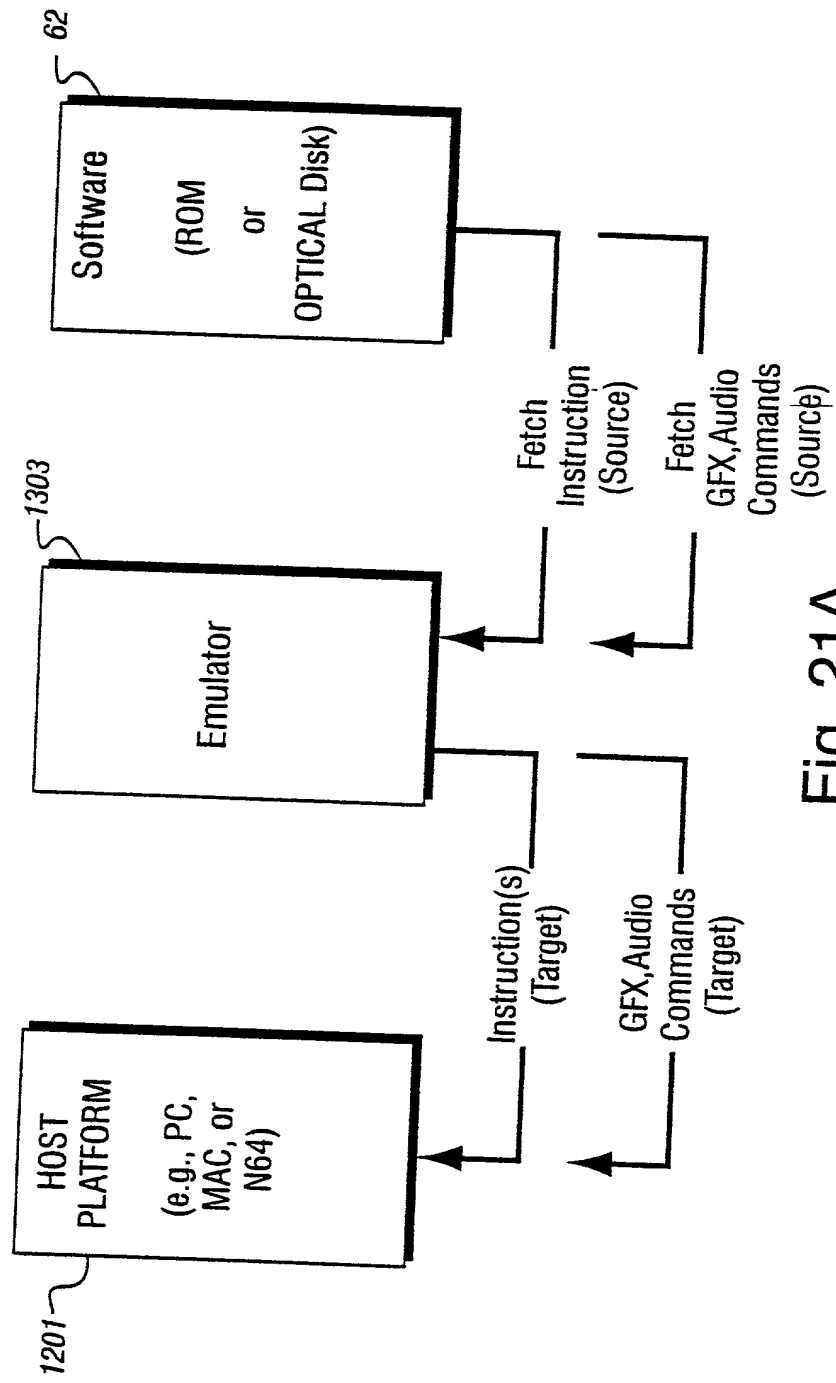 1201
HOST
PLATFORM
(e.g., PC,
MAC, or
N64)
1303
Emulator
62
Software
(ROM
or
OPTICAL Disk)
Instruction(s)
(Target)
GFX,Audio
Commands
(Target)
Fetch
Instruction
(Source)
Fetch
GFX,Audio
Commands
(Source)
Fig. 21A